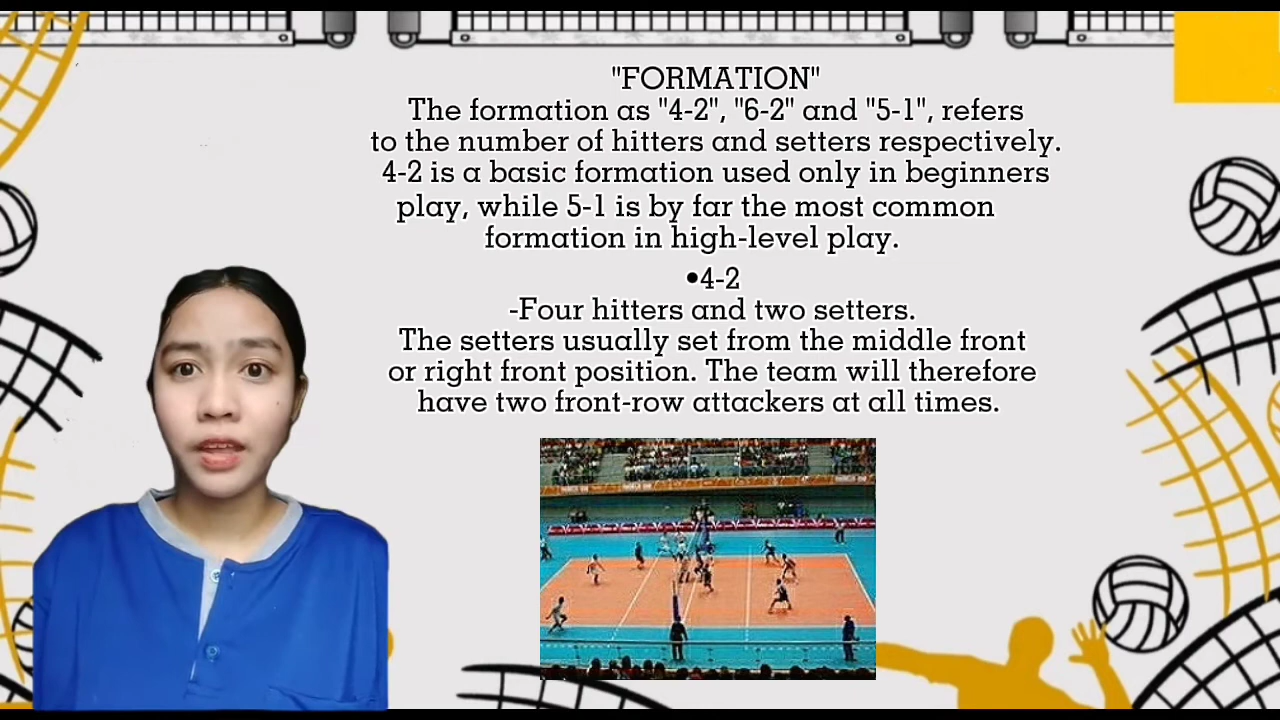 "FORMATION"
The formation as "4-2", "6-2" and "5-1", refers
to the number of hitters and setters respectively.
4-2 is a basic formation used only in beginners
play, while 5-1 is by far the most common
formation in high-level play.
•4-2
-Four hitters and two setters.
The setters usually set from the middle front
or right front position. The team will therefore
have two front-row attackers at all times.